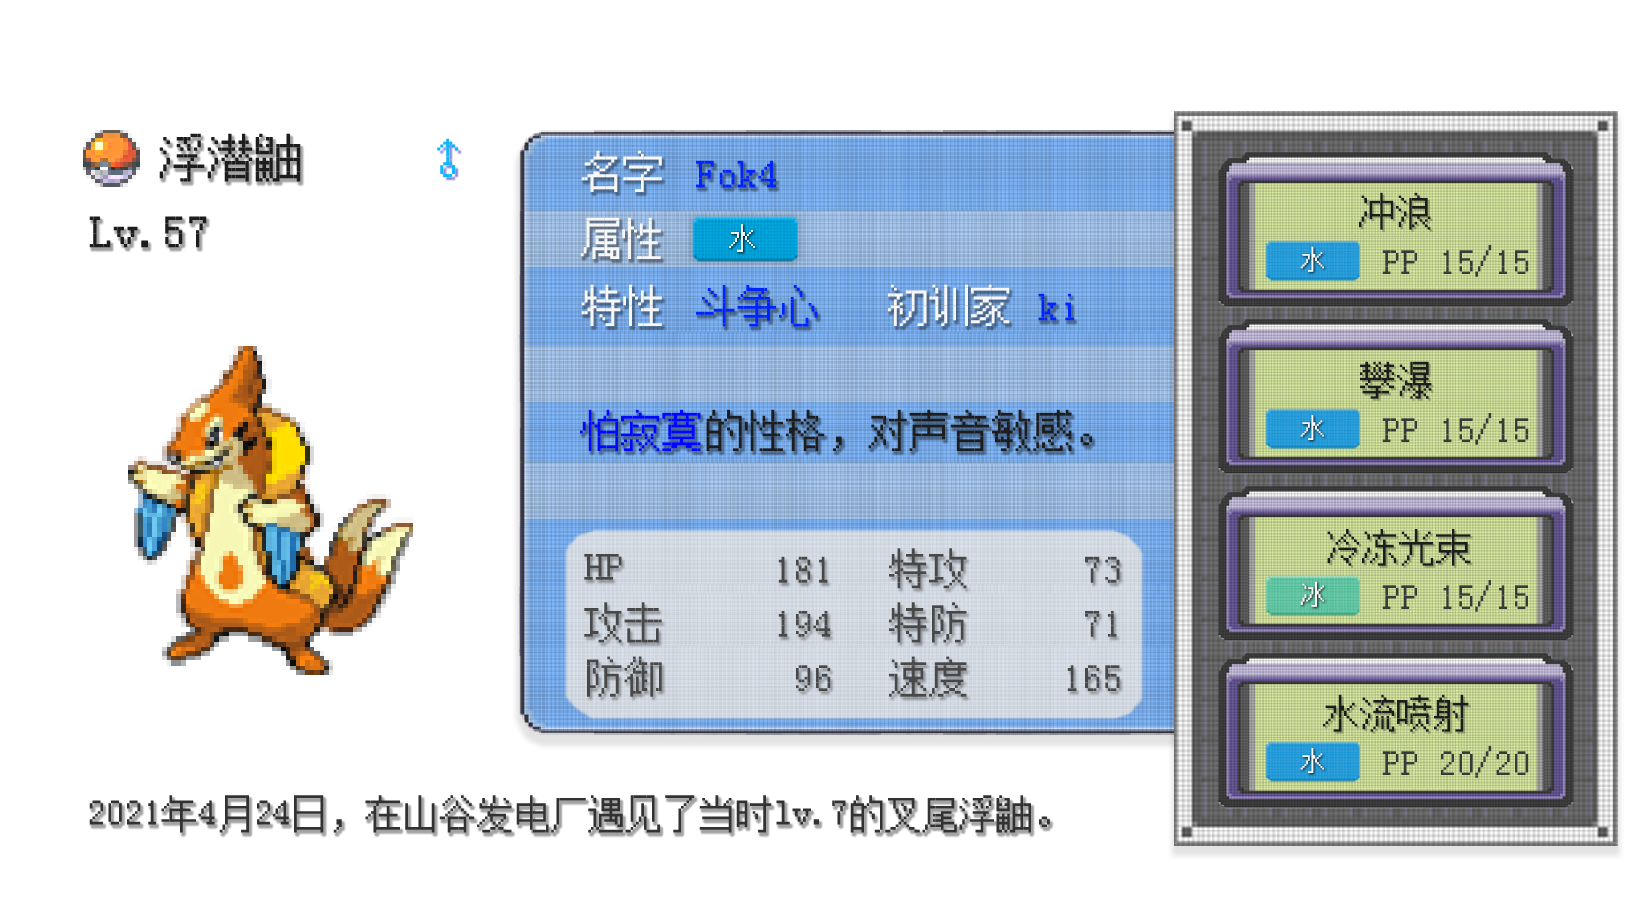 浮潜鼬
Lv.57
名字 Fok4
属性 水
特性 斗争心 初训家 ki
怕寂寞的性格，对声音敏感。
HP 181 特攻 73
攻击 194 特防 71
防御 96 速度 165
冲浪
水 PP 15/15
攀瀑
水 PP 15/15
冷冻光束
冰 PP 15/15
水流喷射
水 PP 20/20
2021年4月24日，在山谷发电厂遇见了当时lv.7的叉尾浮鼬。